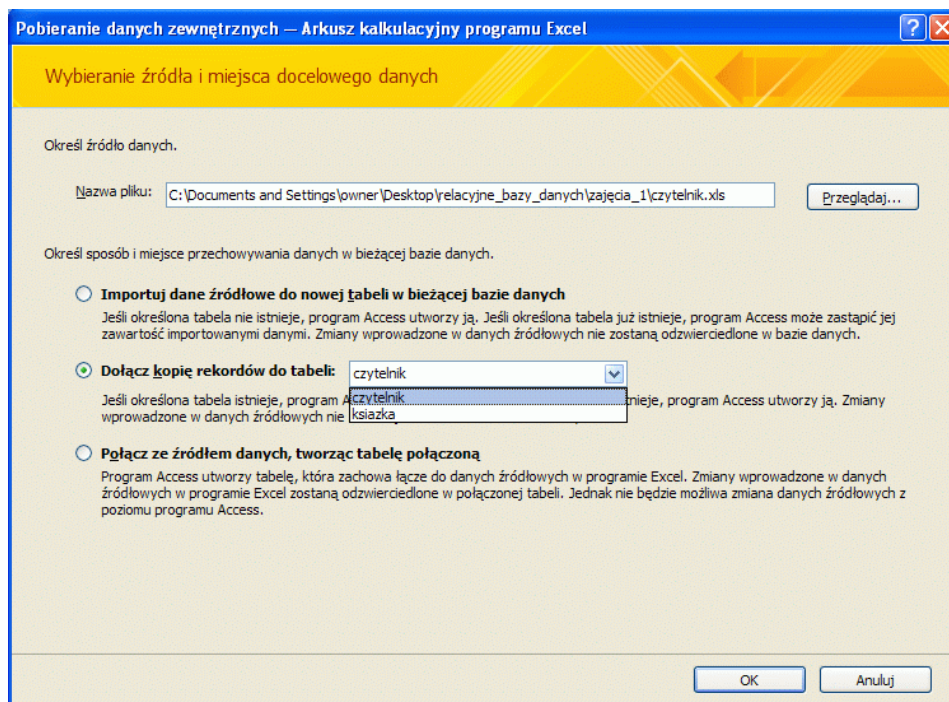 Pobieranie danych zewnętrznych — Arkusz kalkulacyjny programu Excel
Wybieranie źródła i miejsca docelowego danych
Określ źródło danych.
Nazwa pliku: C:\Documents and Settings\owner\Desktop\relacyjne_bazy_danych\zajęcia_1\czytelnik.xls Przeglądaj...
Określ sposób i miejsce przechowywania danych w bieżącej bazie danych.
Importuj dane źródłowe do nowej tabeli w bieżącej bazie danych
Jeśli określona tabela nie istnieje, program Access utworzy ją. Jeśli określona tabela już istnieje, program Access może zastąpić jej
zawartość importowanymi danymi. Zmiany wprowadzone w danych źródłowych nie zostaną odzwierciedlone w bazie danych.
Dołącz kopię rekordów do tabeli: czytelnik
czytelnik
Jeśli określona tabela istnieje, program A tnieje, program Access utworzy ją. Zmiany
ksiazka
wprowadzone w danych źródłowych nie
Połącz ze źródłem danych, tworząc tabelę połączoną
Program Access utworzy tabelę, która zachowa łącze do danych źródłowych w programie Excel. Zmiany wprowadzone w danych
źródłowych w programie Excel zostaną odzwierciedlone w połączonej tabeli. Jednak nie będzie możliwa zmiana danych źródłowych z
poziomu programu Access.
OK Anuluj